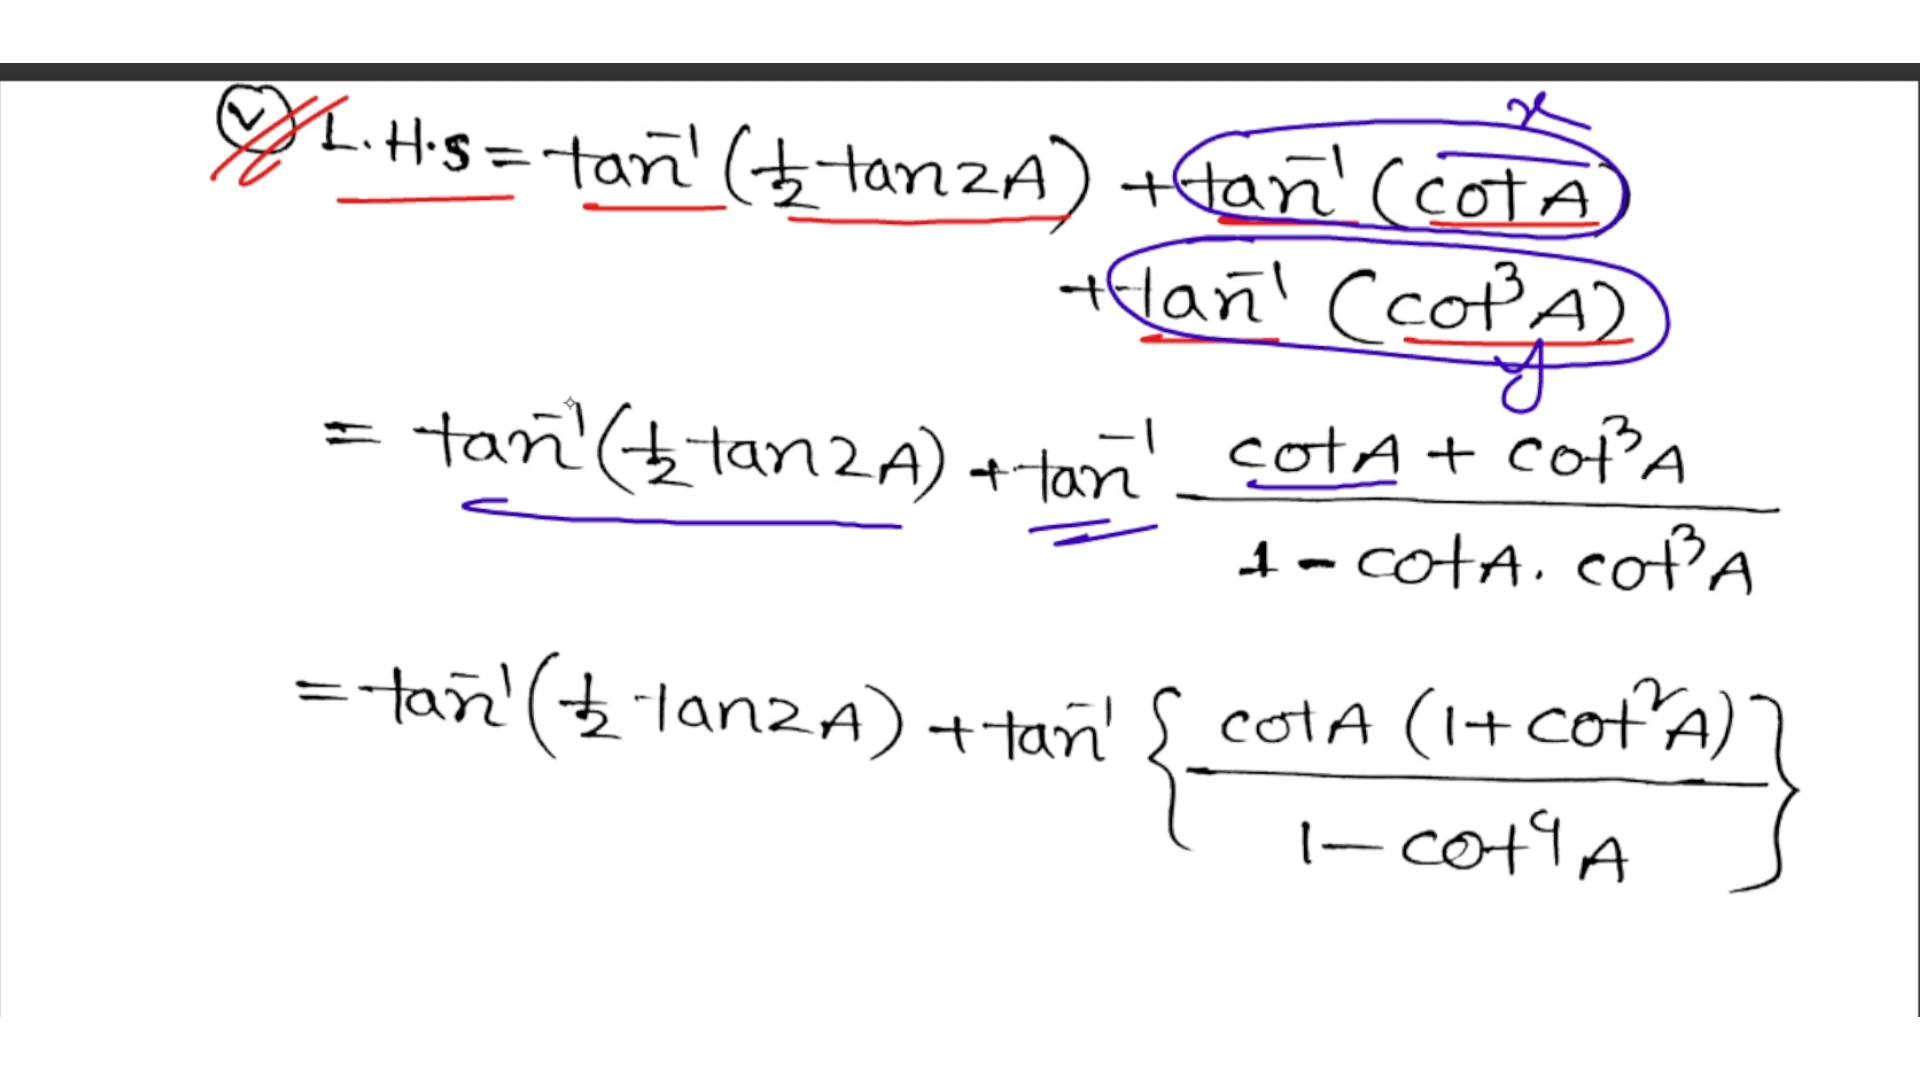 (v) L.H.S = tan⁻¹(½ tan2A) + tan⁻¹(cot A) x
+ tan⁻¹(cot³A) y
= tan⁻¹(½ tan2A) + tan⁻¹ (cotA + cot³A) / (1 - cotA. cot³A)
= tan⁻¹(½ tan2A) + tan⁻¹ { cotA (1 + cot²A) / 1 - cot⁴A }